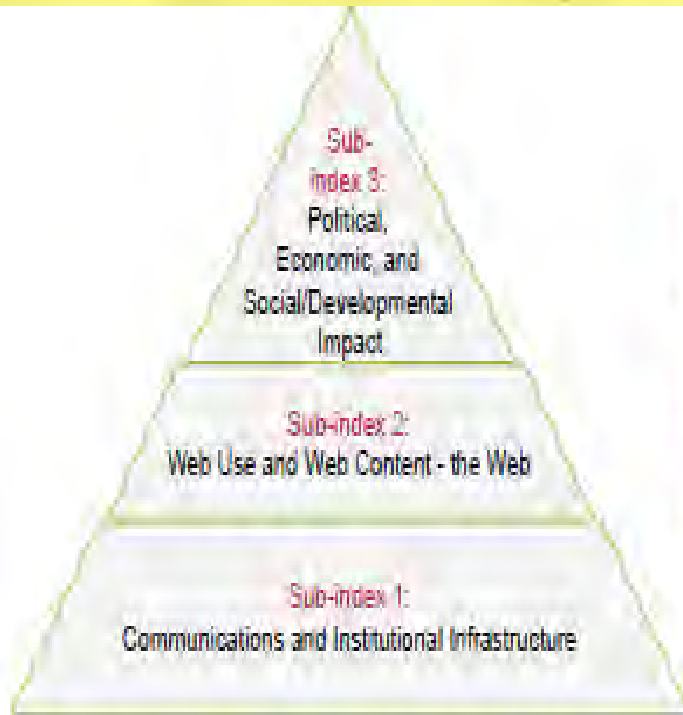 Sub-
index 3:
Political,
Economic, and
Social/Developmental
Impact
Sub-index 2:
Web Use and Web Content - the Web
Sub-index 1:
Communications and Institutional Infrastructure